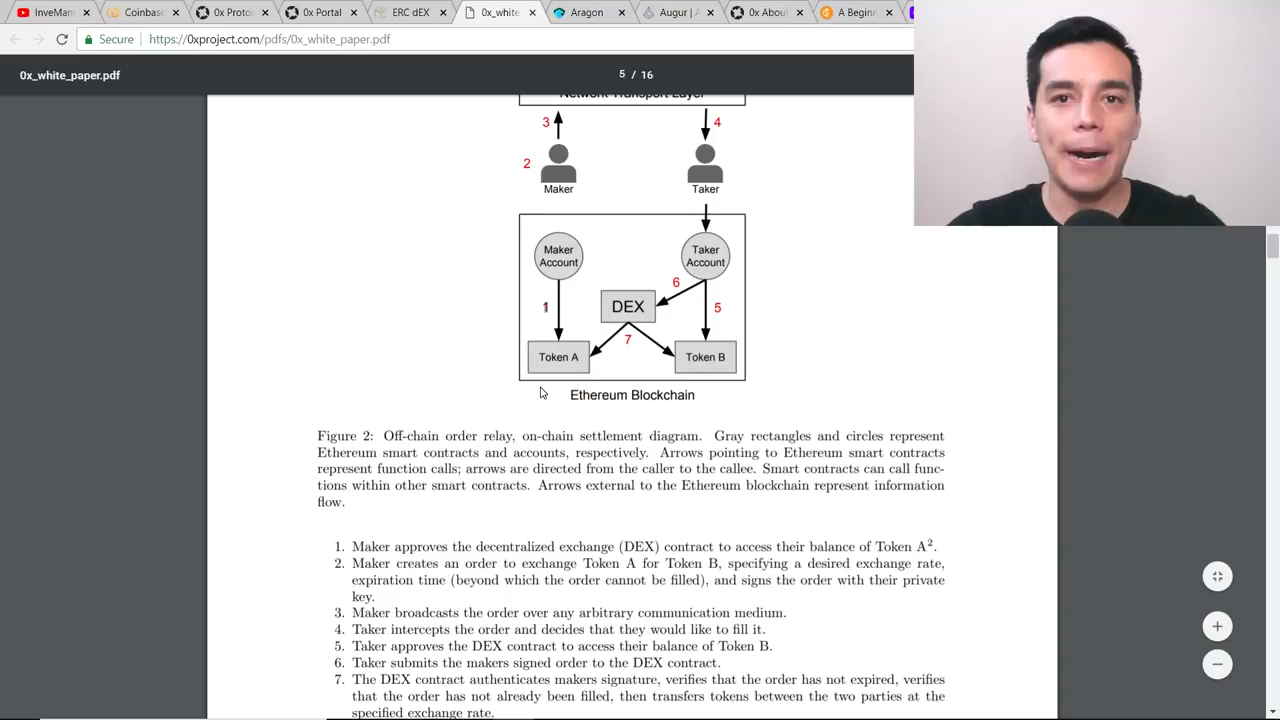 InveMan
Coinbase
0x Proto
0x Portal
ERC dEX
0x_white
Aragon
Augur |
0x Abou
A Begin
Secure
https://0xproject.com/pdfs/0x_white_paper.pdf
0x_white_paper.pdf
5 / 16
Network Transport Layer
3
4
2
Maker
Taker
Maker
Account
Taker
Account
6
1
DEX
5
7
Token A
Token B
Ethereum Blockchain
Figure 2: Off-chain order relay, on-chain settlement diagram. Gray rectangles and circles represent
Ethereum smart contracts and accounts, respectively. Arrows pointing to Ethereum smart contracts
represent function calls; arrows are directed from the caller to the callee. Smart contracts can call func-
tions within other smart contracts. Arrows external to the Ethereum blockchain represent information
flow.
1. Maker approves the decentralized exchange (DEX) contract to access their balance of Token A².
2. Maker creates an order to exchange Token A for Token B, specifying a desired exchange rate,
expiration time (beyond which the order cannot be filled), and signs the order with their private
key.
3. Maker broadcasts the order over any arbitrary communication medium.
4. Taker intercepts the order and decides that they would like to fill it.
5. Taker approves the DEX contract to access their balance of Token B.
6. Taker submits the makers signed order to the DEX contract.
7. The DEX contract authenticates makers signature, verifies that the order has not expired, verifies
that the order has not already been filled, then transfers tokens between the two parties at the
specified exchange rate.